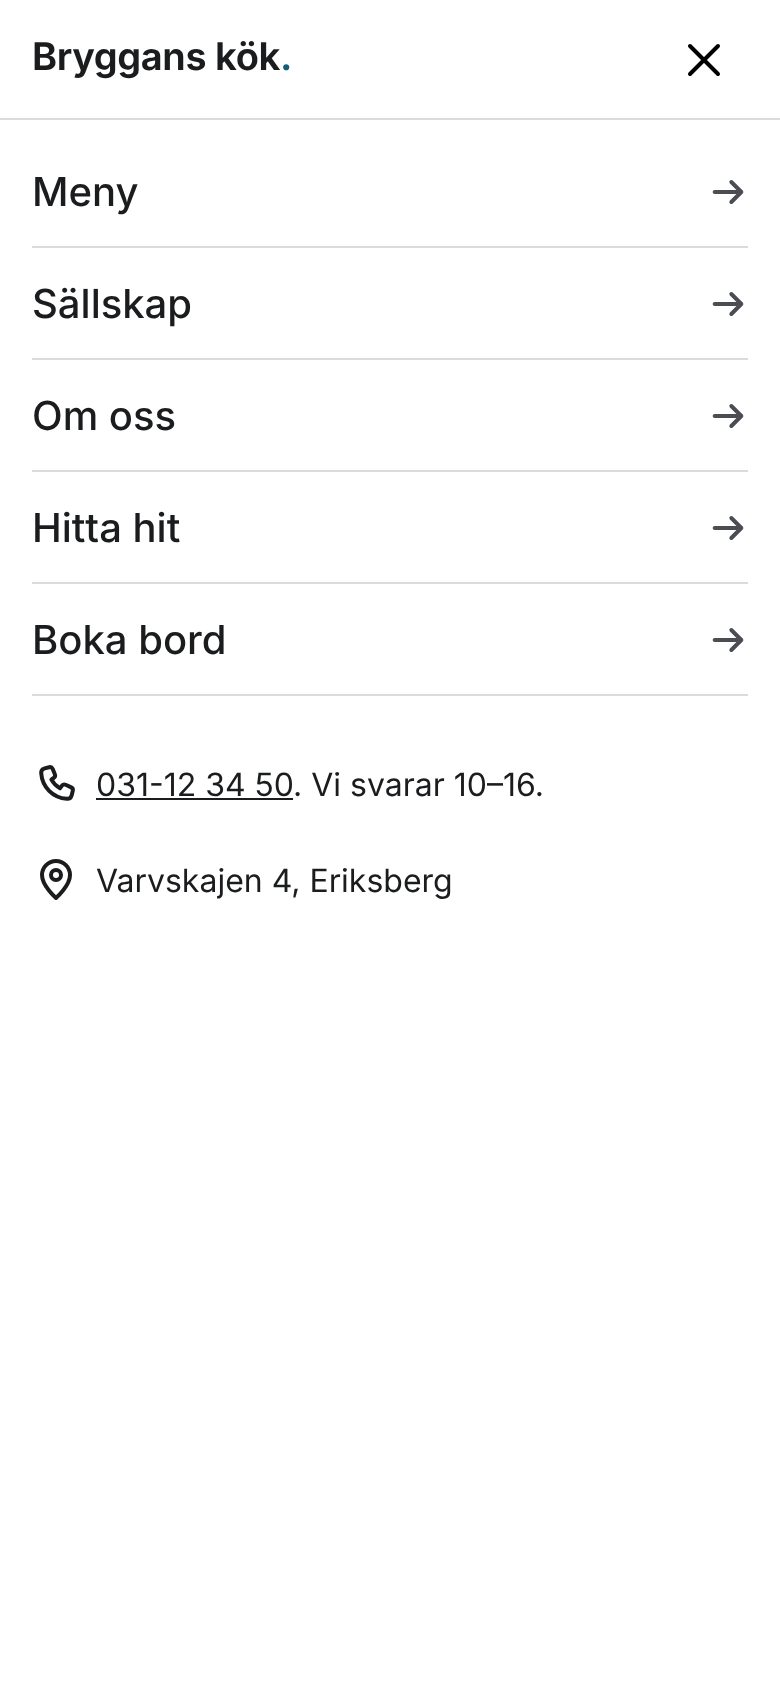 Bryggans kök.
Meny
Sällskap
Om oss
Hitta hit
Boka bord
031-12 34 50. Vi svarar 10–16.
Varvskajen 4, Eriksberg